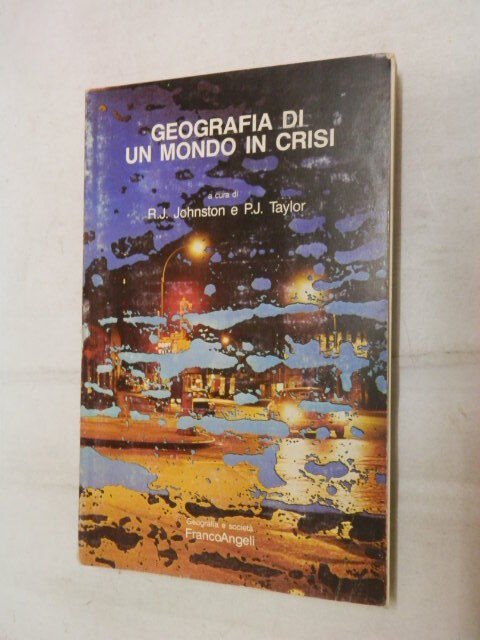 GEOGRAFIA DI
UN MONDO IN CRISI
a cura di
R.J. Johnston e P.J. Taylor
Geografia e società
FrancoAngeli